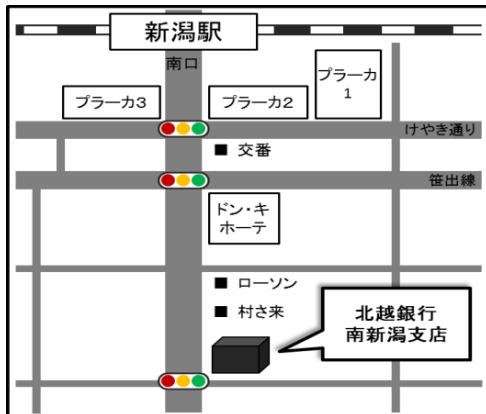 新潟駅
南口
プラーカ3
プラーカ2
プラーカ
1
けやき通り
■ 交番
笹出線
ドン・キ
ホーテ
■ ローソン
■ 村さ来
北越銀行
南新潟支店